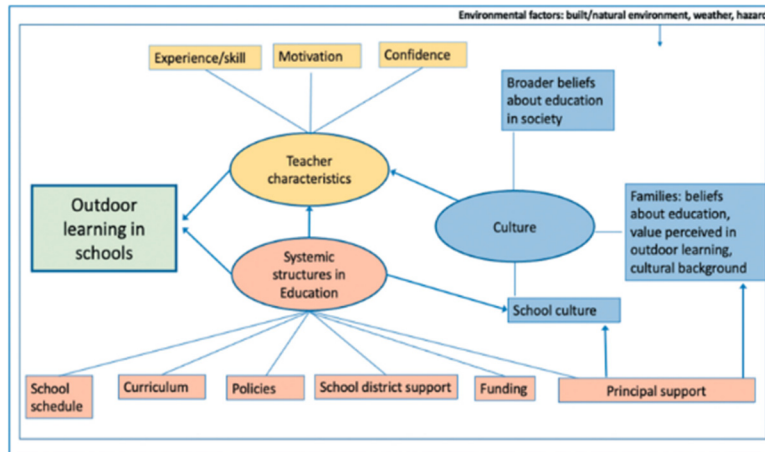 Environmental factors: built/natural environment, weather, hazard
Experience/skill
Motivation
Confidence
Broader beliefs
about education
in society
Teacher
characteristics
Outdoor
learning in
schools
Culture
Families: beliefs
about education,
value perceived in
outdoor learning,
cultural background
Systemic
structures in
Education
School culture
School
schedule
Curriculum
Policies
School district support
Funding
Principal support